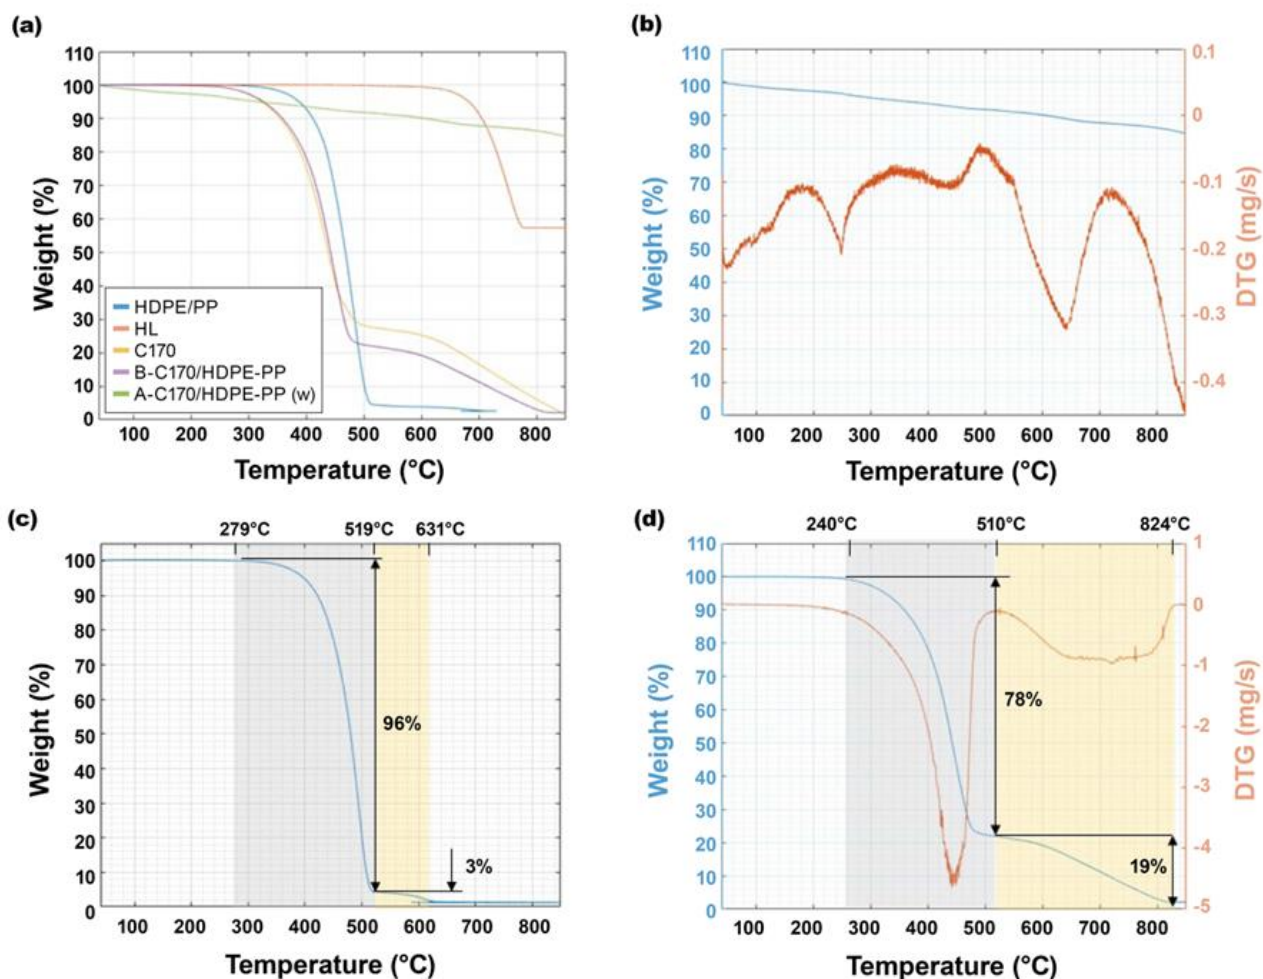 (a)
110
100
90
80
70
60
50
40
30
20
10
0
Weight (%)
HDPE/PP
HL
C170
B-C170/HDPE-PP
A-C170/HDPE-PP (w)
100 200 300 400 500 600 700 800
Temperature (°C)
(b)
110
100
90
80
70
60
50
40
30
20
10
0
Weight (%)
0.1
0
-0.1
-0.2
-0.3
-0.4
DTG (mg/s)
100 200 300 400 500 600 700 800
Temperature (°C)
(c)
279°C 519°C 631°C
100
90
80
70
60
50
40
30
20
10
0
Weight (%)
96%
3%
100 200 300 400 500 600 700 800
Temperature (°C)
(d)
240°C 510°C 824°C
110
100
90
80
70
60
50
40
30
20
10
0
Weight (%)
78%
19%
1
0
-1
-2
-3
-4
-5
DTG (mg/s)
100 200 300 400 500 600 700 800
Temperature (°C)